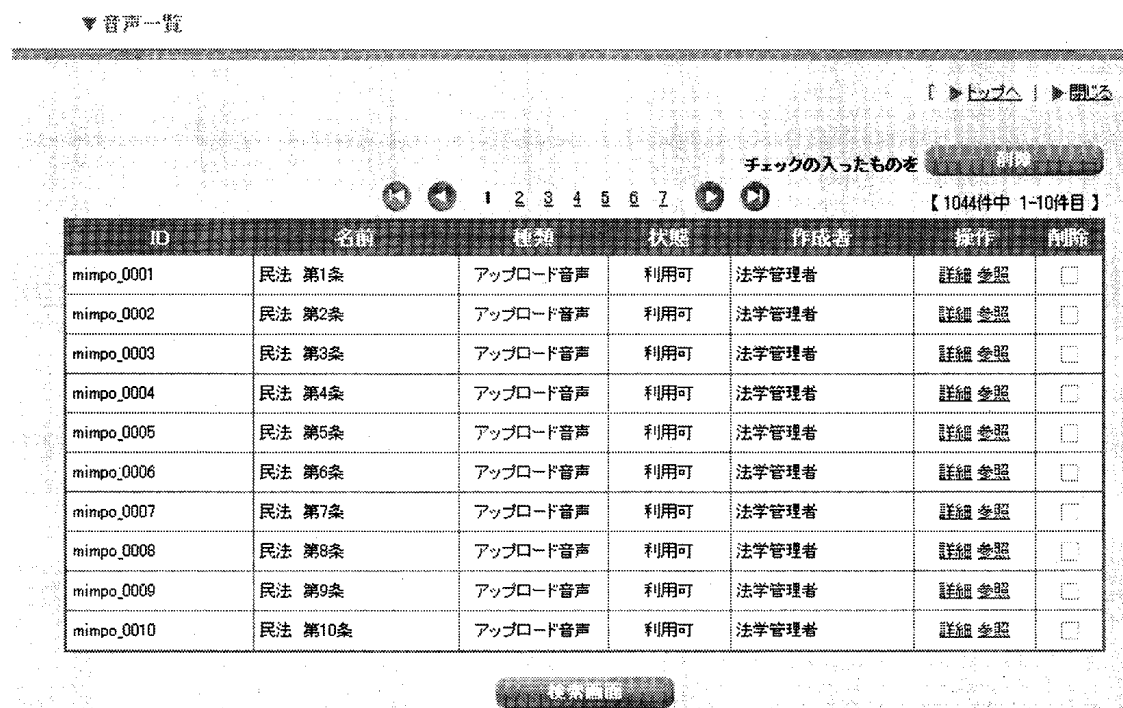 ▼音声一覧
[ ▶トップへ | ▶閉じる
チェックの入ったものを 削除
1 2 3 4 5 6 7
【 1044件中 1-10件目 】
ID 名前 種類 状態 作成者 操作 削除
mimpo_0001 民法 第1条 アップロード音声 利用可 法学管理者 詳細 参照
mimpo_0002 民法 第2条 アップロード音声 利用可 法学管理者 詳細 参照
mimpo_0003 民法 第3条 アップロード音声 利用可 法学管理者 詳細 参照
mimpo_0004 民法 第4条 アップロード音声 利用可 法学管理者 詳細 参照
mimpo_0005 民法 第5条 アップロード音声 利用可 法学管理者 詳細 参照
mimpo_0006 民法 第6条 アップロード音声 利用可 法学管理者 詳細 参照
mimpo_0007 民法 第7条 アップロード音声 利用可 法学管理者 詳細 参照
mimpo_0008 民法 第8条 アップロード音声 利用可 法学管理者 詳細 参照
mimpo_0009 民法 第9条 アップロード音声 利用可 法学管理者 詳細 参照
mimpo_0010 民法 第10条 アップロード音声 利用可 法学管理者 詳細 参照
検索画面